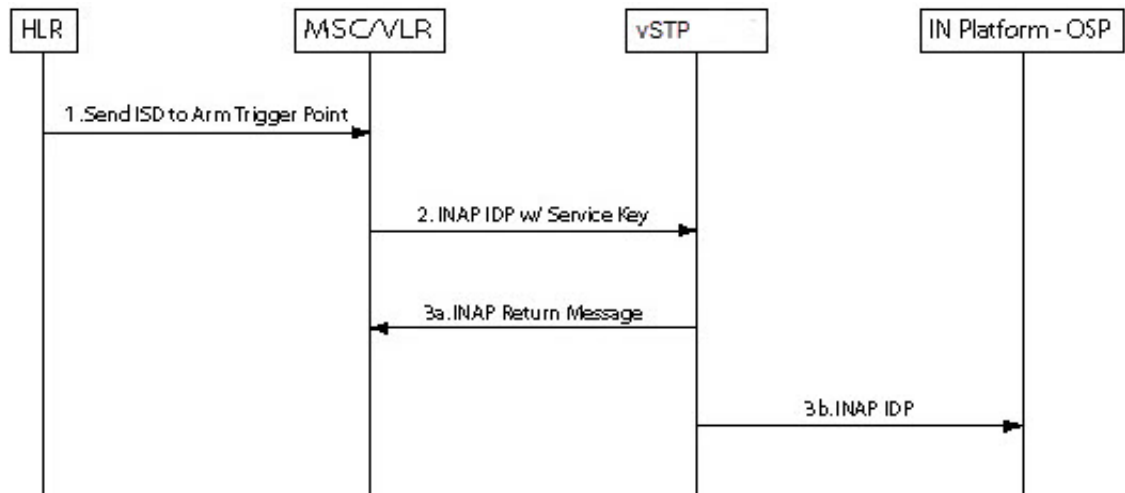 HLR
MSC/VLR
vSTP
IN Platform - OSP
1.Send ISD to Arm Trigger Point
2. INAP IDP w/ Service Key
3a.INAP Return Message
3b.INAP IDP